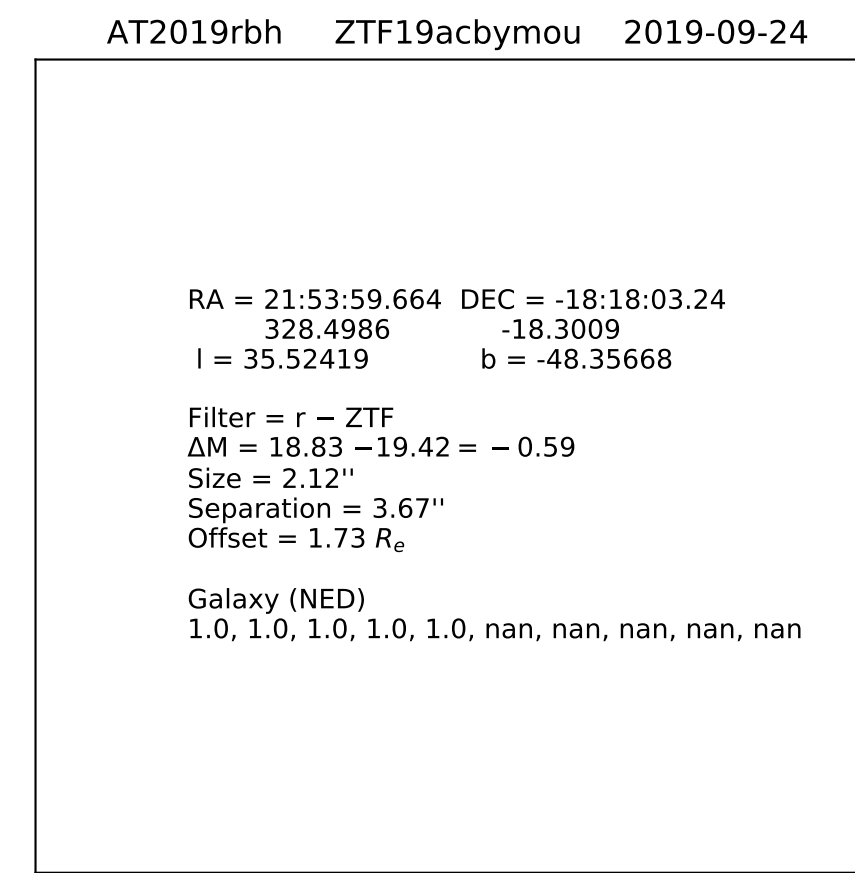 AT2019rbh ZTF19acbymou 2019-09-24
RA = 21:53:59.664 DEC = -18:18:03.24
328.4986 -18.3009
l = 35.52419 b = -48.35668
Filter = r − ZTF
ΔM = 18.83 −19.42 = − 0.59
Size = 2.12''
Separation = 3.67''
Offset = 1.73 Re
Galaxy (NED)
1.0, 1.0, 1.0, 1.0, 1.0, nan, nan, nan, nan, nan